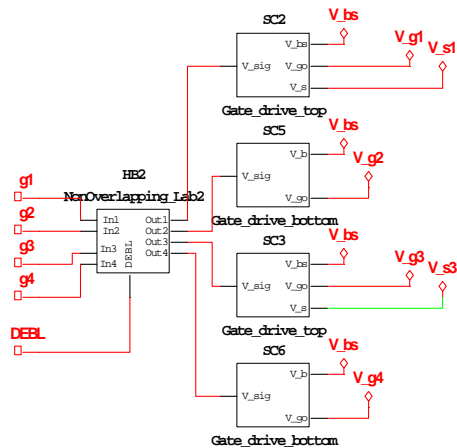 SC2
V_bs
V_bs
V_g1
V_s1
V_sig
V_go
V_s
Gate_drive_top
SC5
V_bs
V_b
V_g2
V_sig
V_go
Gate_drive_bottom
HB2
NonOverlapping_Lab2
g1
g2
g3
g4
In1
In2
In3
In4
DEBL
Out1
Out2
Out3
Out4
DEBL
SC3
V_bs
V_bs
V_g3
V_s3
V_sig
V_go
V_s
Gate_drive_top
SC6
V_bs
V_b
V_g4
V_sig
V_go
Gate_drive_bottom